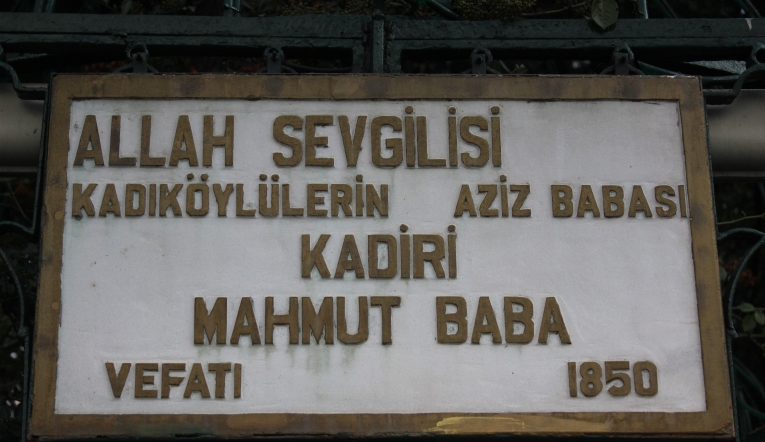 ALLAH SEVGİLİSİ
KADIKÖYLÜLERİN AZİZ BABASI
KADİRİ
MAHMUT BABA
VEFATI 1850